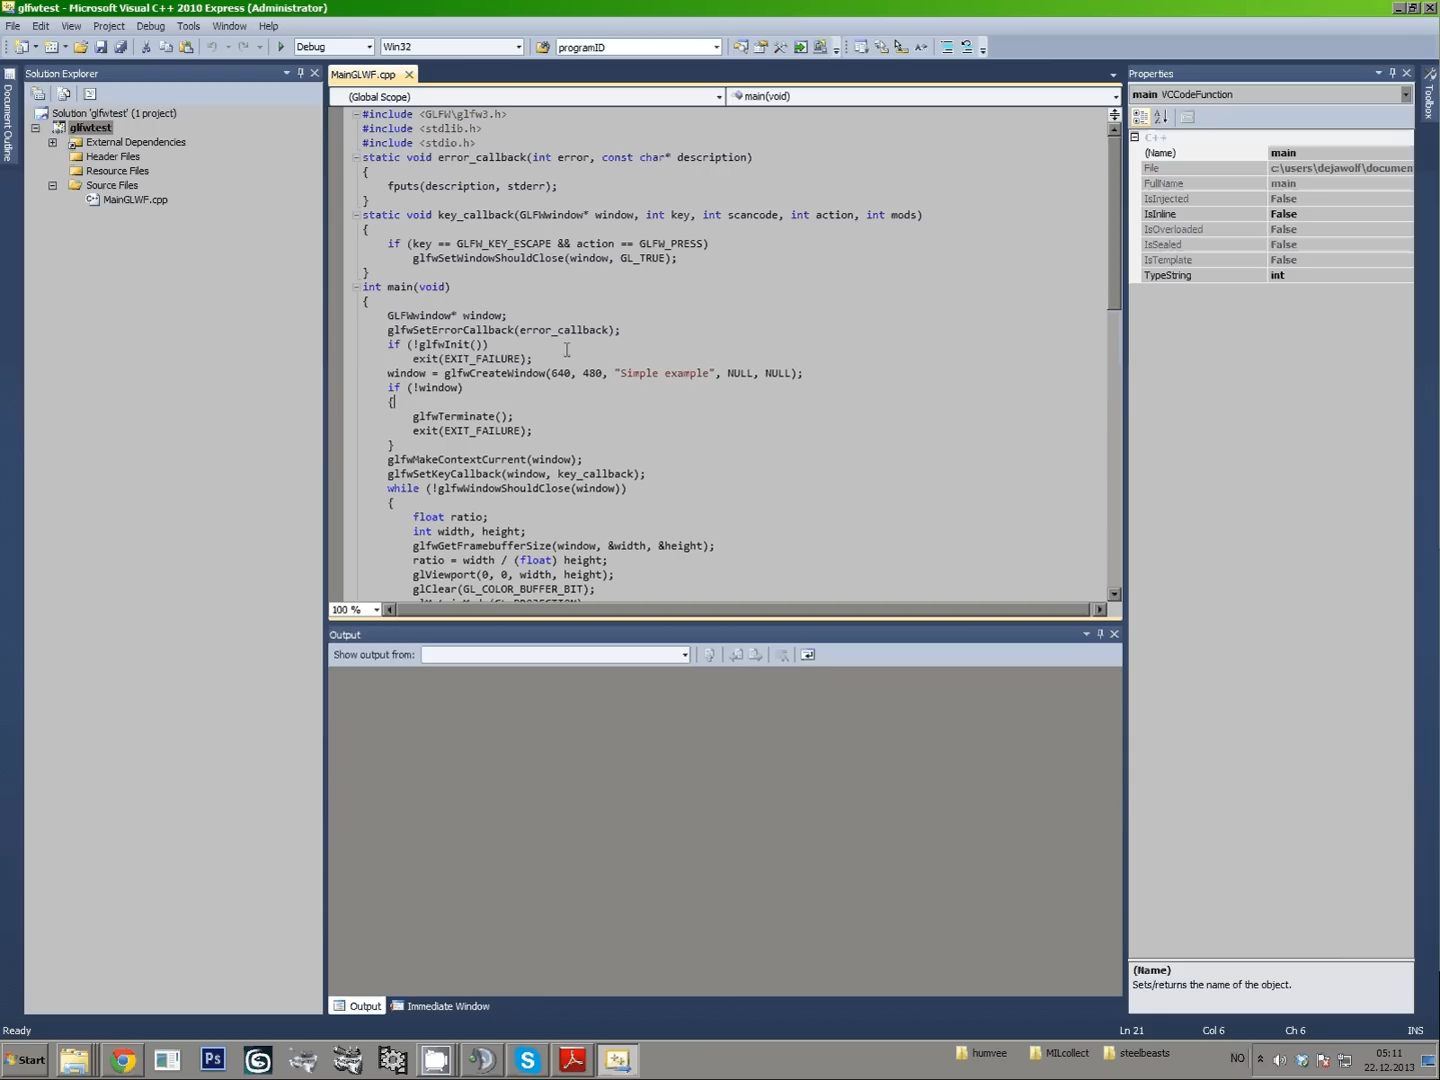 glfwtest - Microsoft Visual C++ 2010 Express (Administrator)
File Edit View Project Debug Tools Window Help
Debug Win32 programID
Document Outline
Solution Explorer
Solution 'glfwtest' (1 project)
glfwtest
External Dependencies
Header Files
Resource Files
Source Files
MainGLWF.cpp
MainGLWF.cpp
(Global Scope) main(void)
#include <GLFW\glfw3.h>
#include <stdlib.h>
#include <stdio.h>
static void error_callback(int error, const char* description)
{
fputs(description, stderr);
}
static void key_callback(GLFWwindow* window, int key, int scancode, int action, int mods)
{
if (key == GLFW_KEY_ESCAPE && action == GLFW_PRESS)
glfwSetWindowShouldClose(window, GL_TRUE);
}
int main(void)
{
GLFWwindow* window;
glfwSetErrorCallback(error_callback);
if (!glfwInit())
exit(EXIT_FAILURE);
window = glfwCreateWindow(640, 480, "Simple example", NULL, NULL);
if (!window)
{
glfwTerminate();
exit(EXIT_FAILURE);
}
glfwMakeContextCurrent(window);
glfwSetKeyCallback(window, key_callback);
while (!glfwWindowShouldClose(window))
{
float ratio;
int width, height;
glfwGetFramebufferSize(window, &width, &height);
ratio = width / (float) height;
glViewport(0, 0, width, height);
glClear(GL_COLOR_BUFFER_BIT);
100 %
Output
Show output from:
Output Immediate Window
Properties
main VCCodeFunction
C++
(Name) main
File c:\users\dejawolf\documen
FullName main
IsInjected False
IsInline False
IsOverloaded False
IsSealed False
IsTemplate False
TypeString int
(Name)
Sets/returns the name of the object.
Toolbox
Ready Ln 21 Col 6 Ch 6 INS
Start
Ps
humvee MILcollect steelbeasts
NO
05:11
22.12.2013